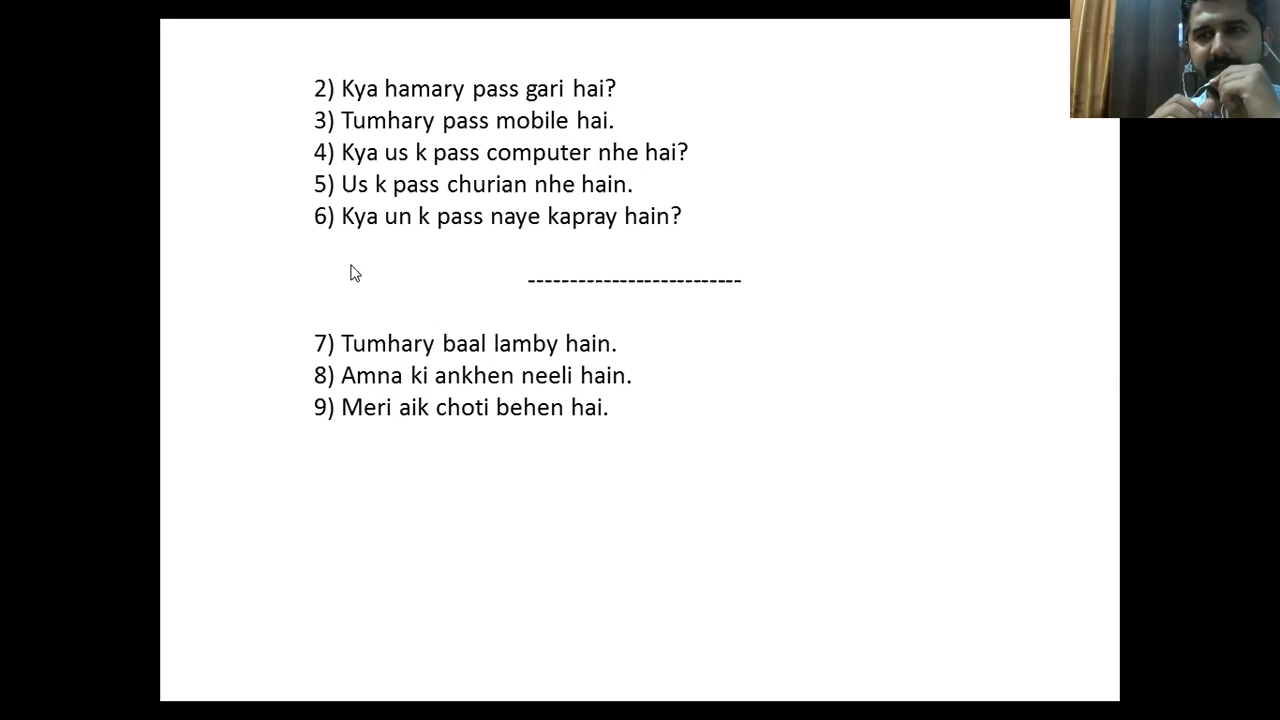 2) Kya hamary pass gari hai?
3) Tumhary pass mobile hai.
4) Kya us k pass computer nhe hai?
5) Us k pass churian nhe hain.
6) Kya un k pass naye kapray hain?
--------------------------
7) Tumhary baal lamby hain.
8) Amna ki ankhen neeli hain.
9) Meri aik choti behen hai.